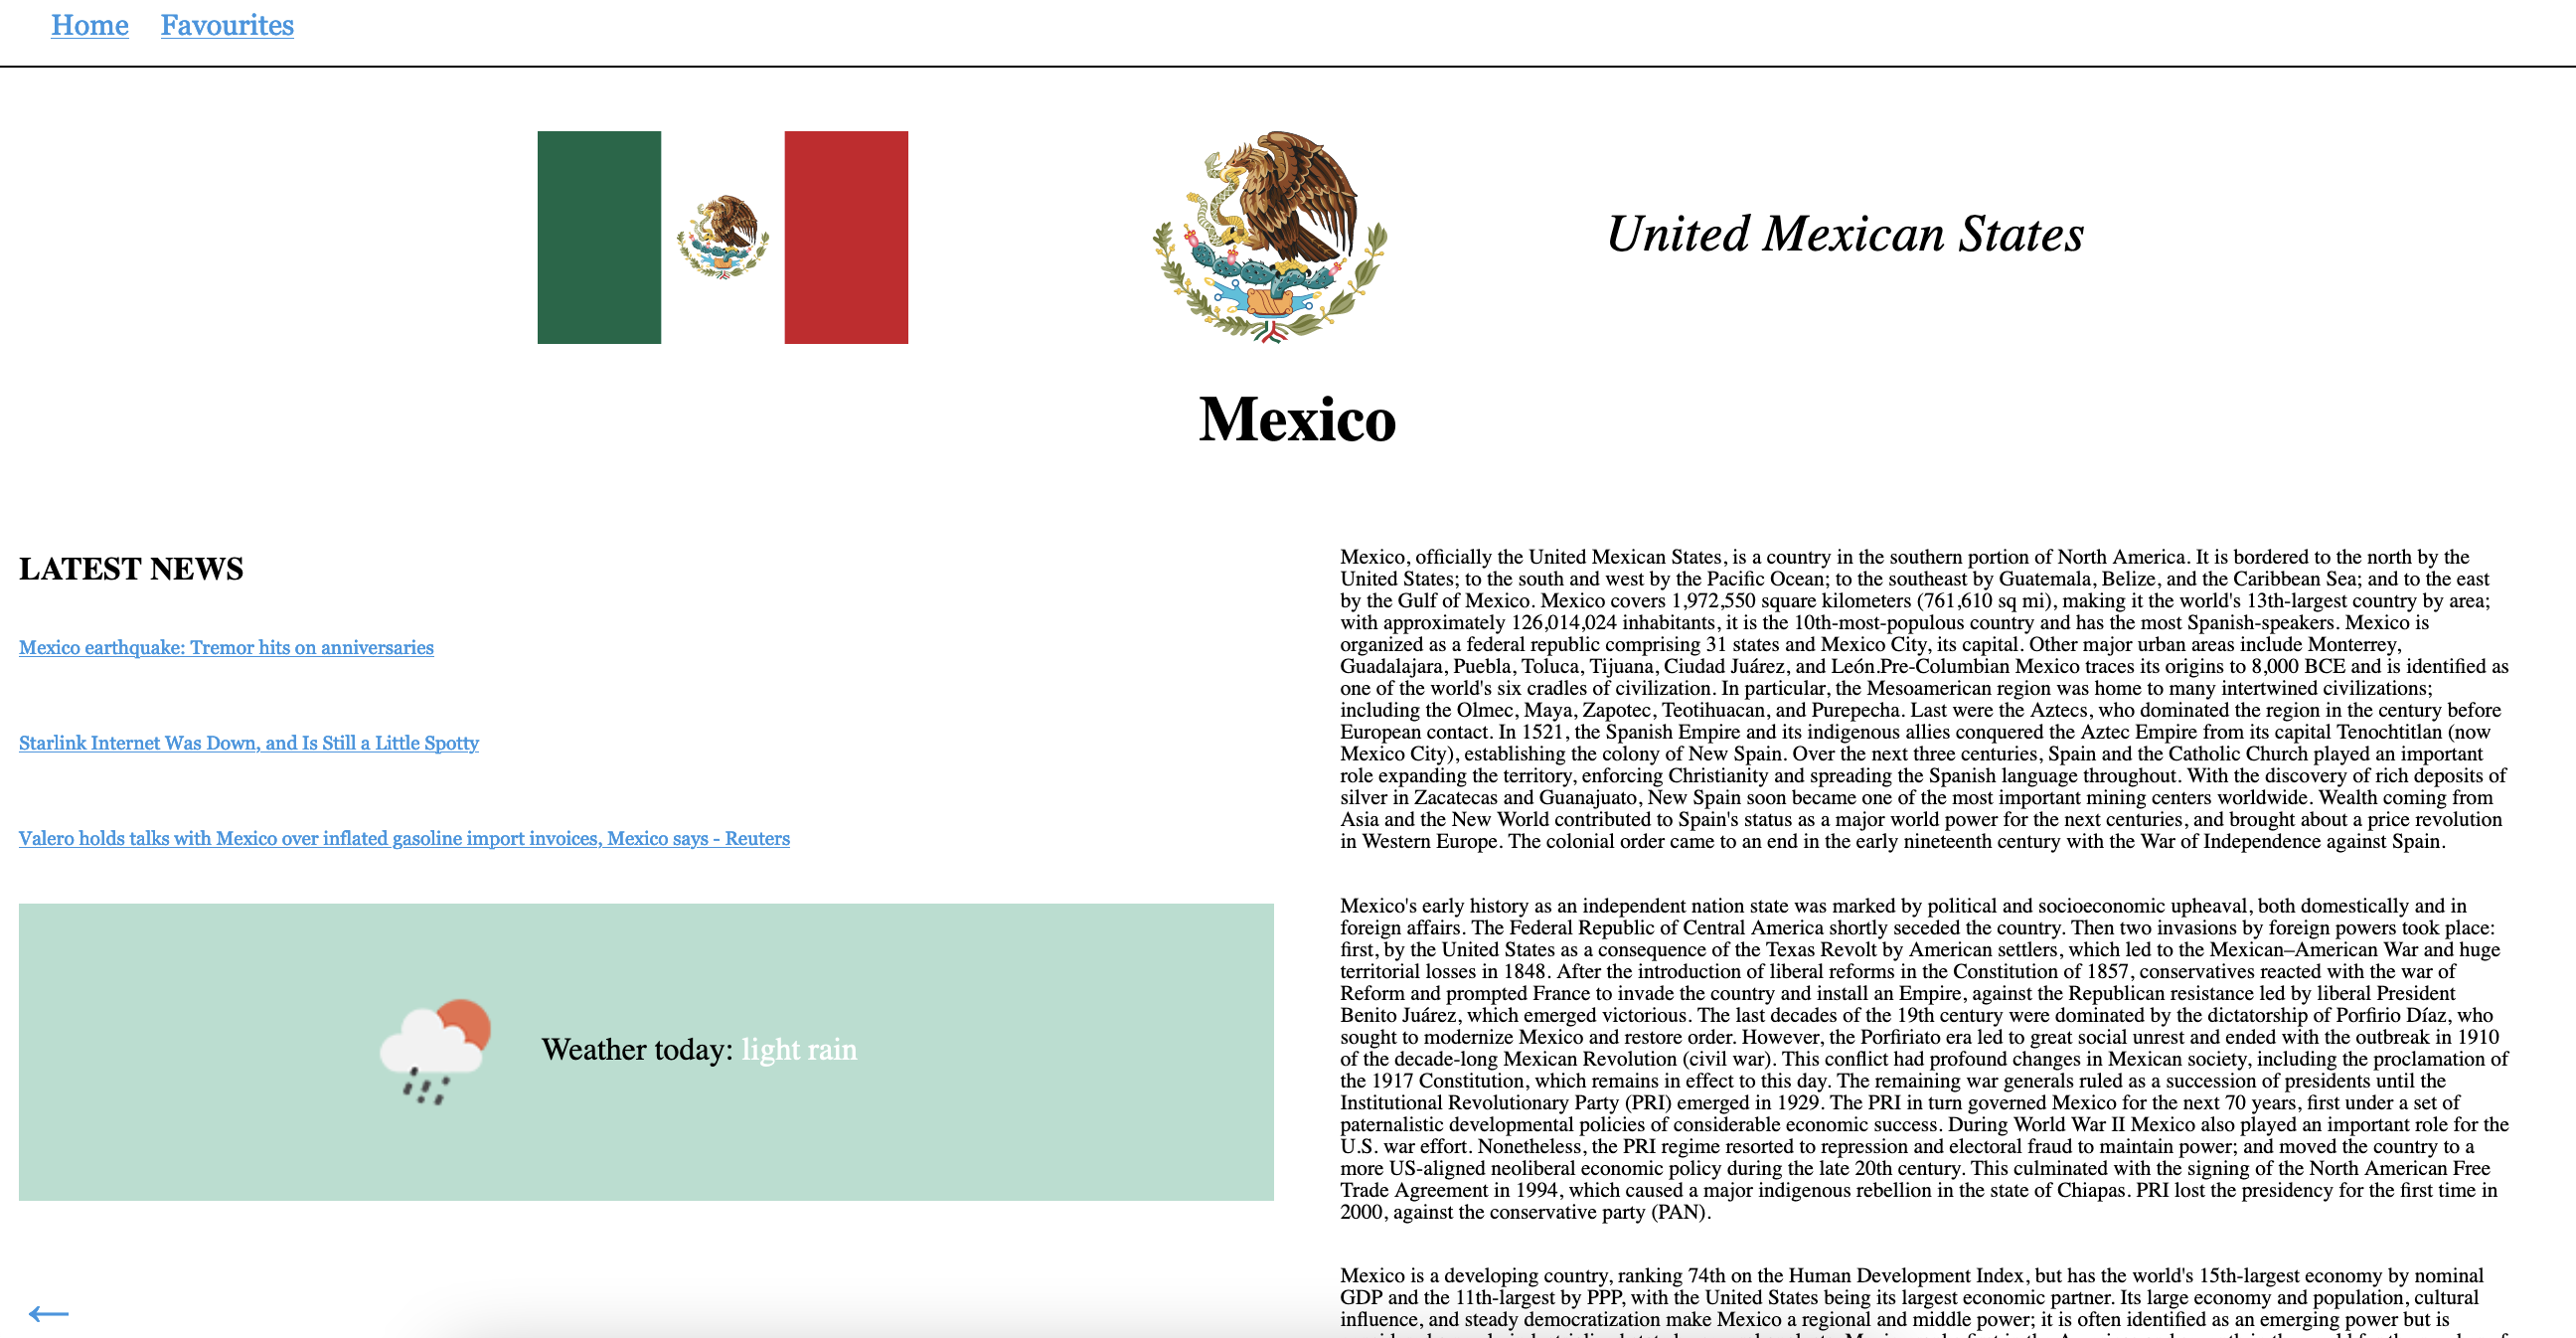 Home Favourites
United Mexican States
Mexico
LATEST NEWS
Mexico earthquake: Tremor hits on anniversaries
Starlink Internet Was Down, and Is Still a Little Spotty
Valero holds talks with Mexico over inflated gasoline import invoices, Mexico says - Reuters
Weather today: light rain
Mexico, officially the United Mexican States, is a country in the southern portion of North America. It is bordered to the north by the
United States; to the south and west by the Pacific Ocean; to the southeast by Guatemala, Belize, and the Caribbean Sea; and to the east
by the Gulf of Mexico. Mexico covers 1,972,550 square kilometers (761,610 sq mi), making it the world's 13th-largest country by area;
with approximately 126,014,024 inhabitants, it is the 10th-most-populous country and has the most Spanish-speakers. Mexico is
organized as a federal republic comprising 31 states and Mexico City, its capital. Other major urban areas include Monterrey,
Guadalajara, Puebla, Toluca, Tijuana, Ciudad Juárez, and León.Pre-Columbian Mexico traces its origins to 8,000 BCE and is identified as
one of the world's six cradles of civilization. In particular, the Mesoamerican region was home to many intertwined civilizations;
including the Olmec, Maya, Zapotec, Teotihuacan, and Purepecha. Last were the Aztecs, who dominated the region in the century before
European contact. In 1521, the Spanish Empire and its indigenous allies conquered the Aztec Empire from its capital Tenochtitlan (now
Mexico City), establishing the colony of New Spain. Over the next three centuries, Spain and the Catholic Church played an important
role expanding the territory, enforcing Christianity and spreading the Spanish language throughout. With the discovery of rich deposits of
silver in Zacatecas and Guanajuato, New Spain soon became one of the most important mining centers worldwide. Wealth coming from
Asia and the New World contributed to Spain's status as a major world power for the next centuries, and brought about a price revolution
in Western Europe. The colonial order came to an end in the early nineteenth century with the War of Independence against Spain.
Mexico's early history as an independent nation state was marked by political and socioeconomic upheaval, both domestically and in
foreign affairs. The Federal Republic of Central America shortly seceded the country. Then two invasions by foreign powers took place:
first, by the United States as a consequence of the Texas Revolt by American settlers, which led to the Mexican–American War and huge
territorial losses in 1848. After the introduction of liberal reforms in the Constitution of 1857, conservatives reacted with the war of
Reform and prompted France to invade the country and install an Empire, against the Republican resistance led by liberal President
Benito Juárez, which emerged victorious. The last decades of the 19th century were dominated by the dictatorship of Porfirio Díaz, who
sought to modernize Mexico and restore order. However, the Porfiriato era led to great social unrest and ended with the outbreak in 1910
of the decade-long Mexican Revolution (civil war). This conflict had profound changes in Mexican society, including the proclamation of
the 1917 Constitution, which remains in effect to this day. The remaining war generals ruled as a succession of presidents until the
Institutional Revolutionary Party (PRI) emerged in 1929. The PRI in turn governed Mexico for the next 70 years, first under a set of
paternalistic developmental policies of considerable economic success. During World War II Mexico also played an important role for the
U.S. war effort. Nonetheless, the PRI regime resorted to repression and electoral fraud to maintain power; and moved the country to a
more US-aligned neoliberal economic policy during the late 20th century. This culminated with the signing of the North American Free
Trade Agreement in 1994, which caused a major indigenous rebellion in the state of Chiapas. PRI lost the presidency for the first time in
2000, against the conservative party (PAN).
Mexico is a developing country, ranking 74th on the Human Development Index, but has the world's 15th-largest economy by nominal
GDP and the 11th-largest by PPP, with the United States being its largest economic partner. Its large economy and population, cultural
influence, and steady democratization make Mexico a regional and middle power; it is often identified as an emerging power but is